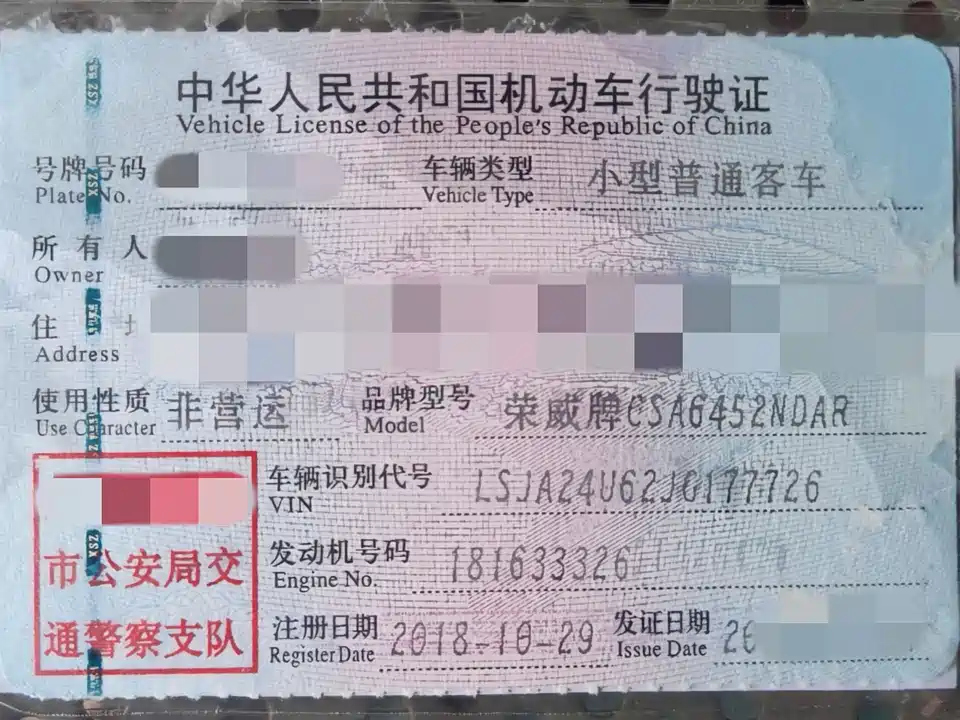 中华人民共和国机动车行驶证
Vehicle License of the People's Republic of China
号牌号码 车辆类型 小型普通客车
Plate No. Vehicle Type
所有人
Owner
住址
Address
使用性质 非营运 品牌型号 荣威牌CSA6452NDAR
Use Character Model
车辆识别代号 LSJA24U62JG177726
VIN
市公安局交
通警察支队
发动机号码 181633326
Engine No.
注册日期 2018-10-29 发证日期 20
Register Date Issue Date